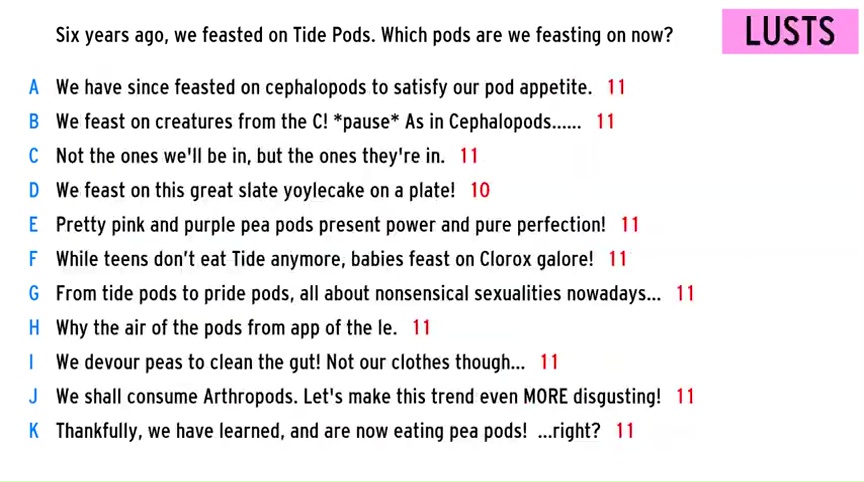 Six years ago, we feasted on Tide Pods. Which pods are we feasting on now?
LUSTS
A We have since feasted on cephalopods to satisfy our pod appetite. 11
B We feast on creatures from the C! *pause* As in Cephalopods...... 11
C Not the ones we'll be in, but the ones they're in. 11
D We feast on this great slate yoylecake on a plate! 10
E Pretty pink and purple pea pods present power and pure perfection! 11
F While teens don't eat Tide anymore, babies feast on Clorox galore! 11
G From tide pods to pride pods, all about nonsensical sexualities nowadays... 11
H Why the air of the pods from app of the le. 11
I We devour peas to clean the gut! Not our clothes though... 11
J We shall consume Arthropods. Let's make this trend even MORE disgusting! 11
K Thankfully, we have learned, and are now eating pea pods! ...right? 11